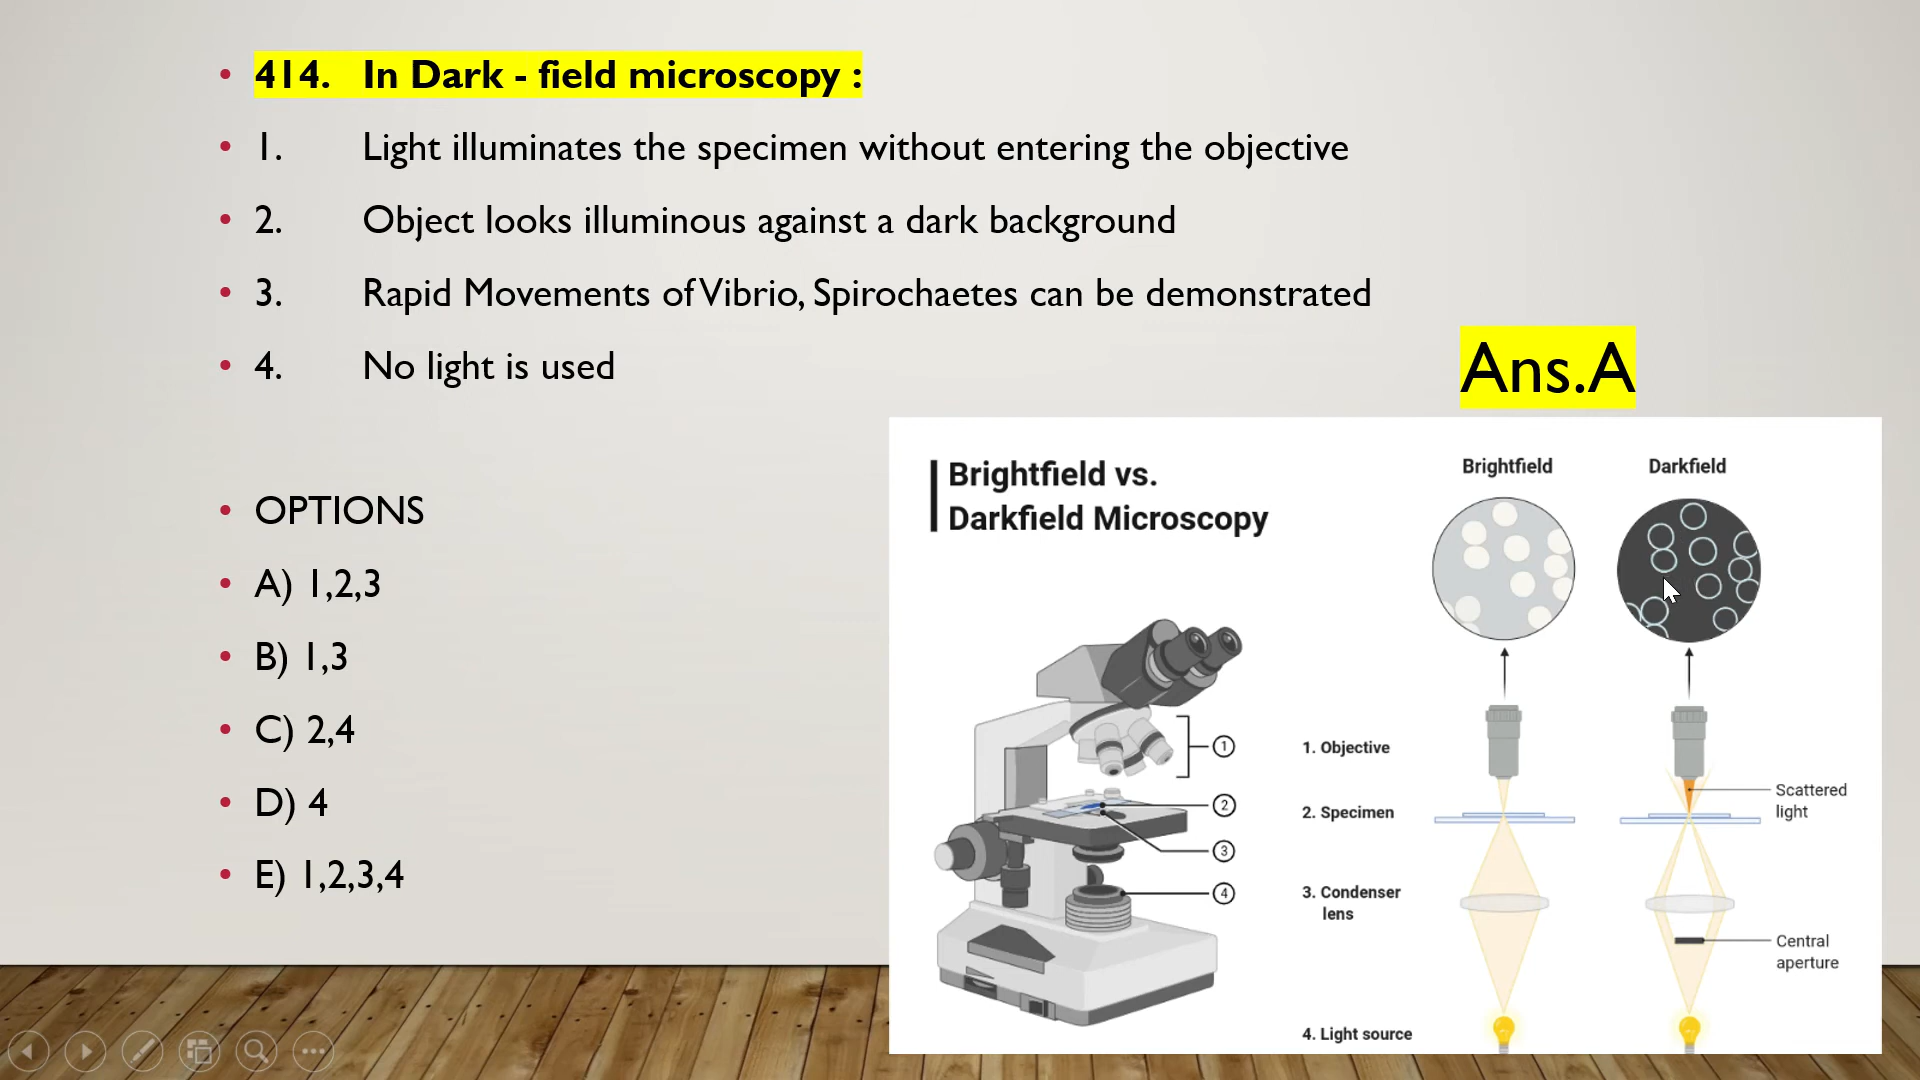 414. In Dark - field microscopy :
1. Light illuminates the specimen without entering the objective
2. Object looks illuminous against a dark background
3. Rapid Movements of Vibrio, Spirochaetes can be demonstrated
4. No light is used
Ans.A
OPTIONS
A) 1,2,3
B) 1,3
C) 2,4
D) 4
E) 1,2,3,4
Brightfield vs.
Darkfield Microscopy
Brightfield
Darkfield
1
2
3
4
1. Objective
2. Specimen
3. Condenser
lens
4. Light source
Scattered
light
Central
aperture